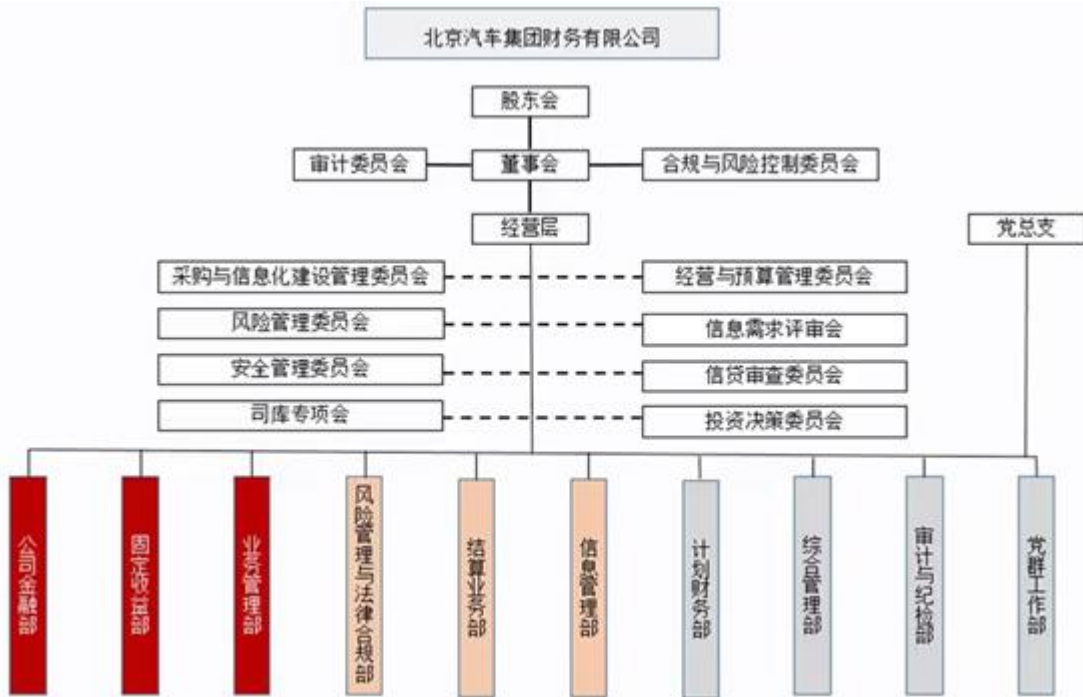 北京汽车集团财务有限公司
股东会
审计委员会
董事会
合规与风险控制委员会
经营层
党总支
采购与信息化建设管理委员会
经营与预算管理委员会
风险管理委员会
信息需求评审会
安全管理委员会
信贷审查委员会
司库专项会
投资决策委员会
公司金融部
固定收益部
业务管理部
风险管理与法律合规部
结算业务部
信息管理部
计划财务部
综合管理部
审计与纪检部
党群工作部